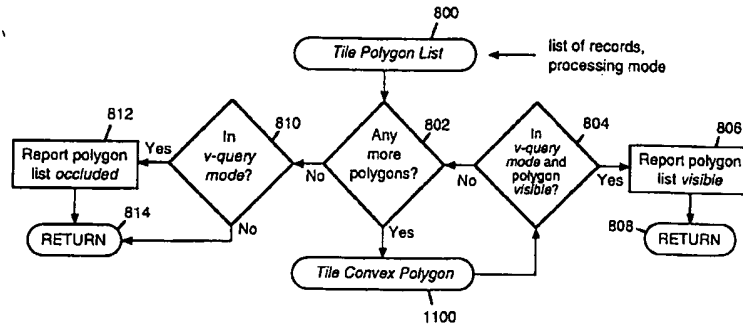 800
Tile Polygon List
list of records,
processing mode
812
Report polygon
list occluded
Yes
In
v-query
mode?
810
No
Any
more
polygons?
802
No
In
v-query
mode and
polygon
visible?
804
Yes
806
Report polygon
list visible
RETURN
814
No
Yes
808
RETURN
Tile Convex Polygon
1100